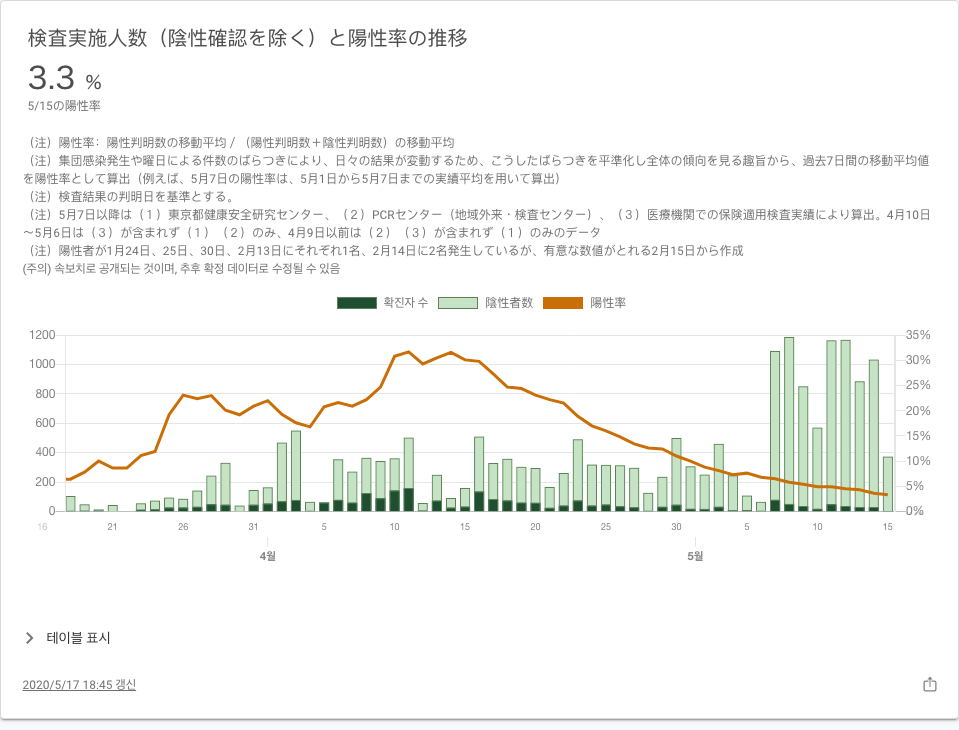 検査実施人数（陰性確認を除く）と陽性率の推移
3.3 %
5/15の陽性率
（注）陽性率：陽性判明数の移動平均 / （陽性判明数＋陰性判明数）の移動平均
（注）集団感染発生や曜日による件数のばらつきにより、日々の結果が変動するため、こうしたばらつきを平準化し全体の傾向を見る趣旨から、過去7日間の移動平均値
を陽性率として算出（例えば、5月7日の陽性率は、5月1日から5月7日までの実績平均を用いて算出）
（注）検査結果の判明日を基準とする。
（注）5月7日以降は（１）東京都健康安全研究センター、（２）PCRセンター（地域外来・検査センター）、（３）医療機関での保険適用検査実績により算出。4月10日
～5月6日は（３）が含まれず（１）（２）のみ、4月9日以前は（２）（３）が含まれず（１）のみのデータ
（注）陽性者が1月24日、25日、30日、2月13日にそれぞれ1名、2月14日に2名発生しているが、有意な数値がとれる2月15日から作成
(주의) 속보치로 공개되는 것이며, 추후 확정 데이터로 수정될 수 있음
확진자 수 陰性者数 陽性率
1200 35%
1000 30%
800 25%
600 20%
400 15%
200 10%
0 5%
0%
16 21 26 31 5 10 15 20 25 30 5 10 15
4월 5월
테이블 표시
2020/5/17 18:45 갱신